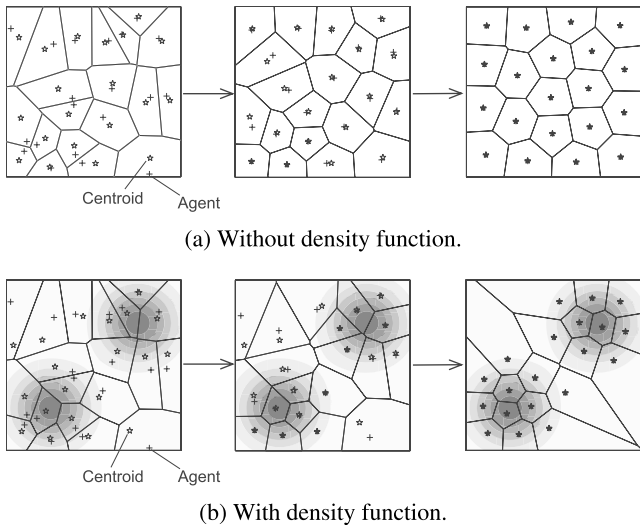 Centroid
Agent
(a) Without density function.
Centroid
Agent
(b) With density function.